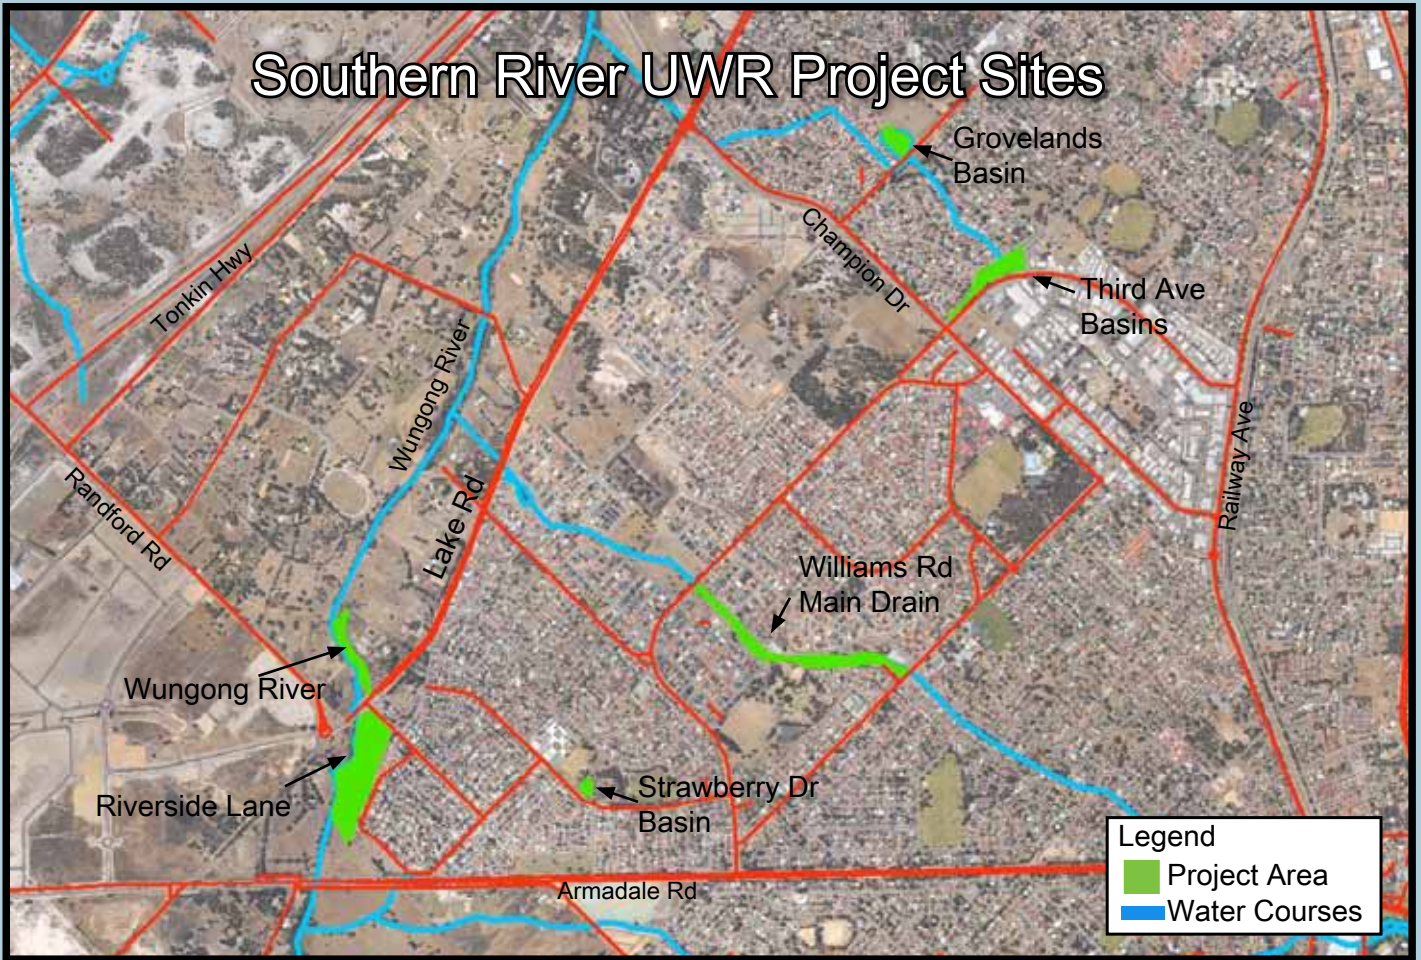 Southern River UWR Project Sites
Grovelands
Basin
Champion Dr
Tonkin Hwy
Third Ave
Basins
Wungong River
Railway Ave
Randford Rd
Lake Rd
Williams Rd
Main Drain
Wungong River
Riverside Lane
Strawberry Dr
Basin
Armadale Rd
Legend
Project Area
Water Courses